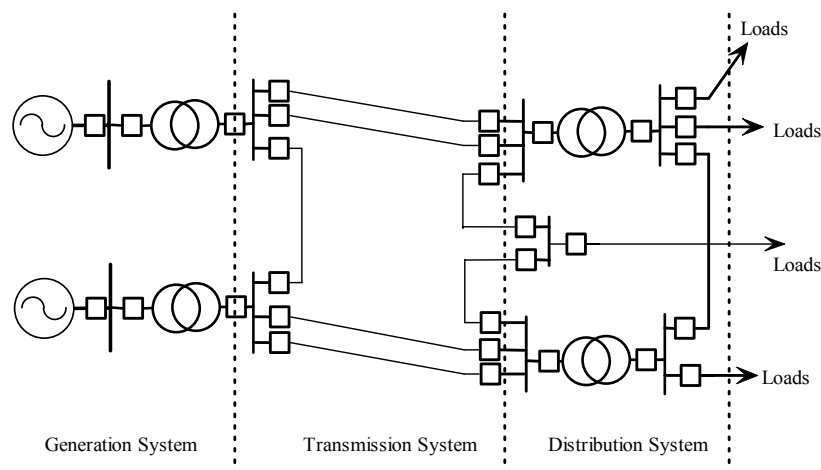 Loads
Loads
Loads
Loads
Generation System
Transmission System
Distribution System